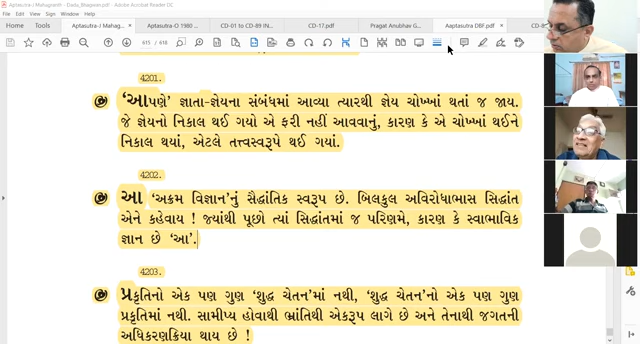 Aptasutra- / Mahagranth - Dada_Bhagwan.pdf - Adobe Acrobat Reader DC
File Edit View Sign Window Help
Home Tools Aptasutra- J Mahag... × Aptasutra-O 1980 ... CD-01 to CD-89 IN... CD-17.pdf Pragat Anubhav G... Aaptasutra DBF.pdf × CD-85
615 / 616
4201.
‘આપણે’ જ્ઞાતા-જ્ઞેયના સંબંધમાં આવ્યા ત્યારથી જ્ઞેય ચોખ્ખાં થતાં જ જાય.
જે જ્ઞેયનો નિકાલ થઈ ગયો એ ફરી નહીં આવવાનું, કારણ કે એ ચોખ્ખાં થઈને
નિકાલ થયાં, એટલે તત્ત્વસ્વરૂપે થઈ ગયાં.
4202.
આ ‘અક્રમ વિજ્ઞાન’નું સૈદ્ધાંતિક સ્વરૂપ છે. બિલકુલ અવિરોધાભાસ સિદ્ધાંત
એને કહેવાય ! જ્યાંથી પૂછો ત્યાં સિદ્ધાંતમાં જ પરિણમે, કારણ કે સ્વાભાવિક
જ્ઞાન છે ‘આ’.
4203.
પ્રકૃતિનો એક પણ ગુણ ‘શુદ્ધ ચેતન’માં નથી, ‘શુદ્ધ ચેતન’નો એક પણ ગુણ
પ્રકૃતિમાં નથી. સામીપ્ય હોવાથી ભ્રાંતિથી એકરૂપ લાગે છે અને તેનાથી જગતની
અધિકરણક્રિયા થાય છે !